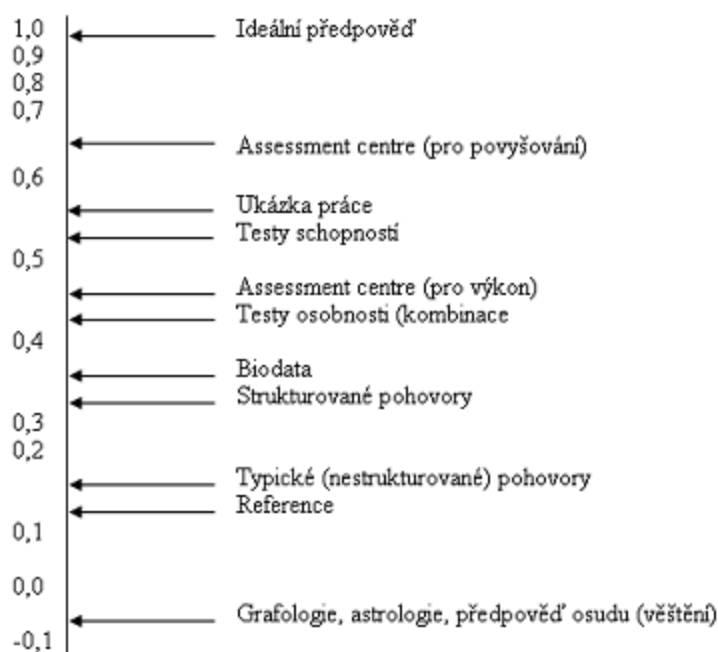 1,0 Ideální předpověď
0,9
0,8
0,7
Assessment centre (pro povyšování)
0,6
Ukázka práce
Testy schopností
0,5
Assessment centre (pro výkon)
Testy osobnosti (kombinace
0,4
Biodata
Strukturované pohovory
0,3
0,2
Typické (nestrukturované) pohovory
Reference
0,1
0,0
Grafologie, astrologie, předpověď osudu (věštění)
-0,1